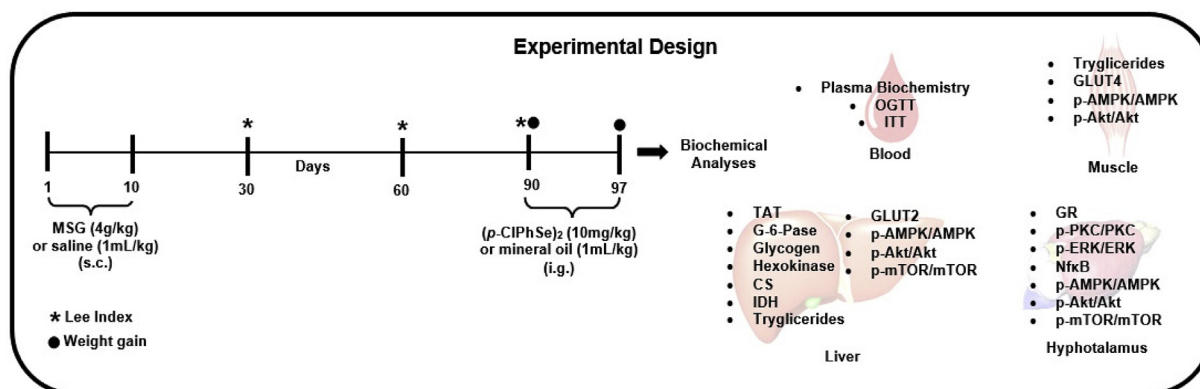 Experimental Design
*
*
*●
●
Days
1
10
30
60
90
97
MSG (4g/kg)
or saline (1mL/kg)
(s.c.)
(p-ClPhSe)₂ (10mg/kg)
or mineral oil (1mL/kg)
(i.g.)
* Lee Index
● Weight gain
Biochemical
Analyses
• Plasma Biochemistry
• OGTT
• ITT
Blood
• Tryglicerides
• GLUT4
• p-AMPK/AMPK
• p-Akt/Akt
Muscle
• TAT
• G-6-Pase
• Glycogen
• Hexokinase
• CS
• IDH
• Tryglicerides
• GLUT2
• p-AMPK/AMPK
• p-Akt/Akt
• p-mTOR/mTOR
Liver
• GR
• p-PKC/PKC
• p-ERK/ERK
• NfκB
• p-AMPK/AMPK
• p-Akt/Akt
• p-mTOR/mTOR
Hyphotalamus